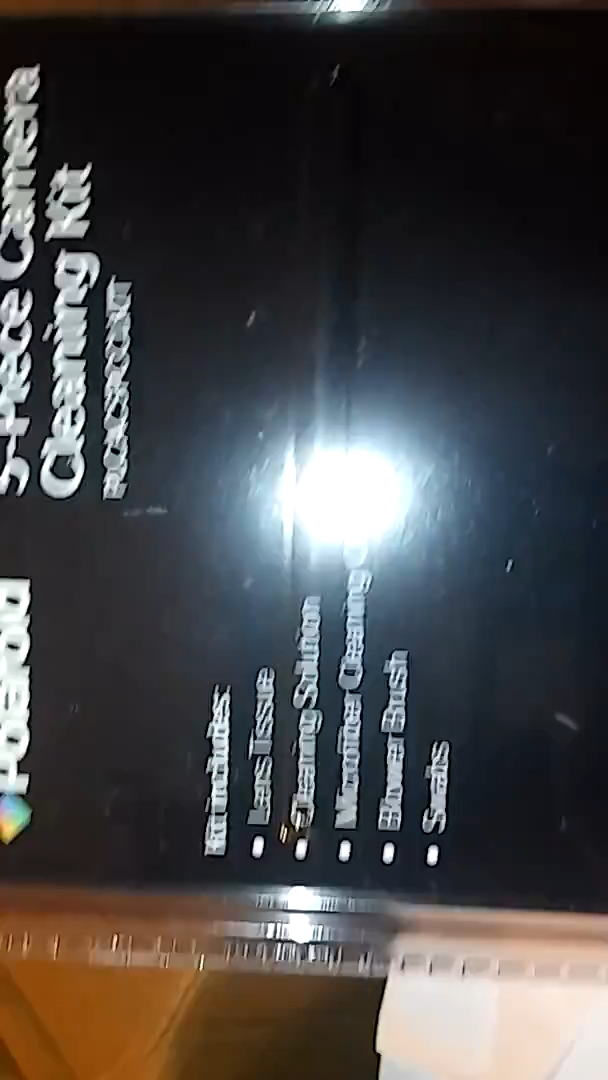 Polaroid
5-Piece Camera
Cleaning Kit
Kit includes:
Lens Tissue
Cleaning Solution
Microfiber Cleaning
Blower Brush
Swabs